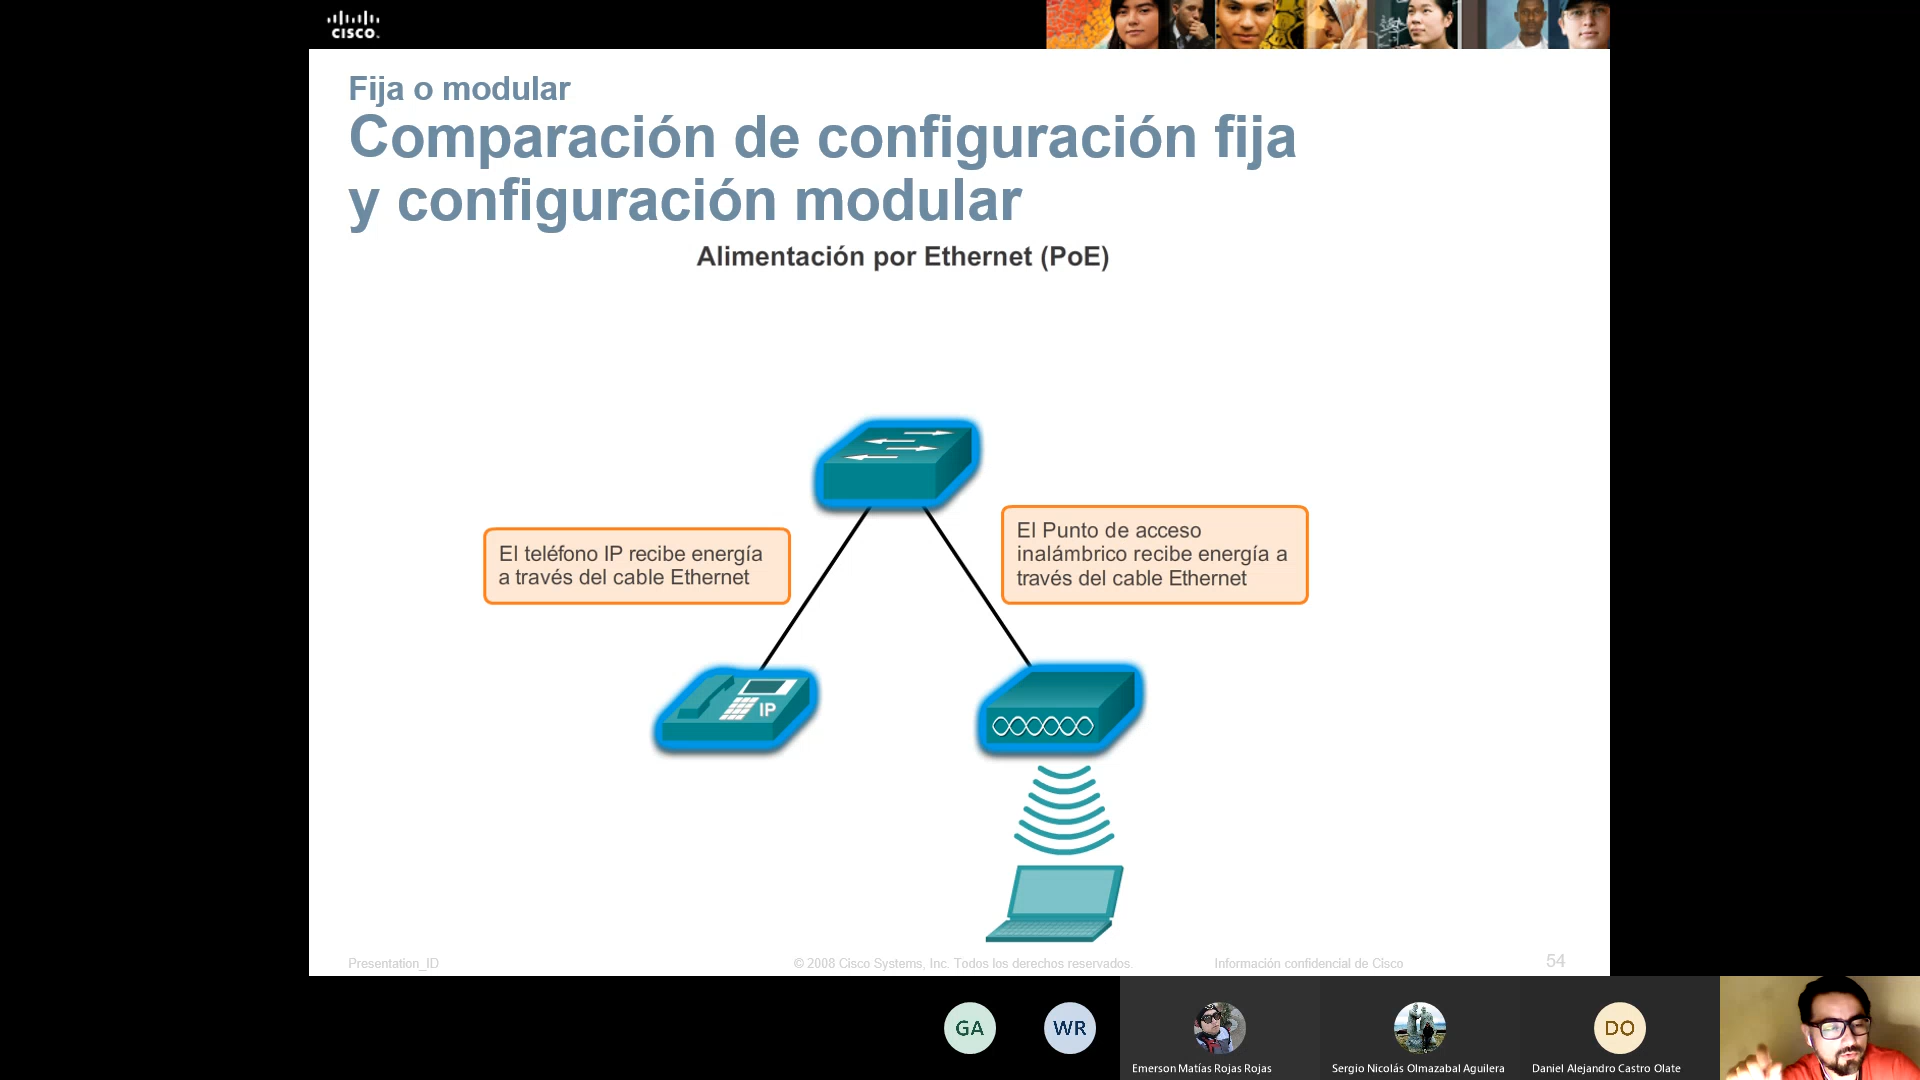 CISCO.
Fija o modular
Comparación de configuración fija
y configuración modular
Alimentación por Ethernet (PoE)
El teléfono IP recibe energía
a través del cable Ethernet
El Punto de acceso
inalámbrico recibe energía a
través del cable Ethernet
IP
Presentation_ID
© 2008 Cisco Systems, Inc. Todos los derechos reservados.
Información confidencial de Cisco
54
GA
WR
DO
Emerson Matías Rojas Rojas
Sergio Nicolás Olmazabal Aguilera
Daniel Alejandro Castro Olate